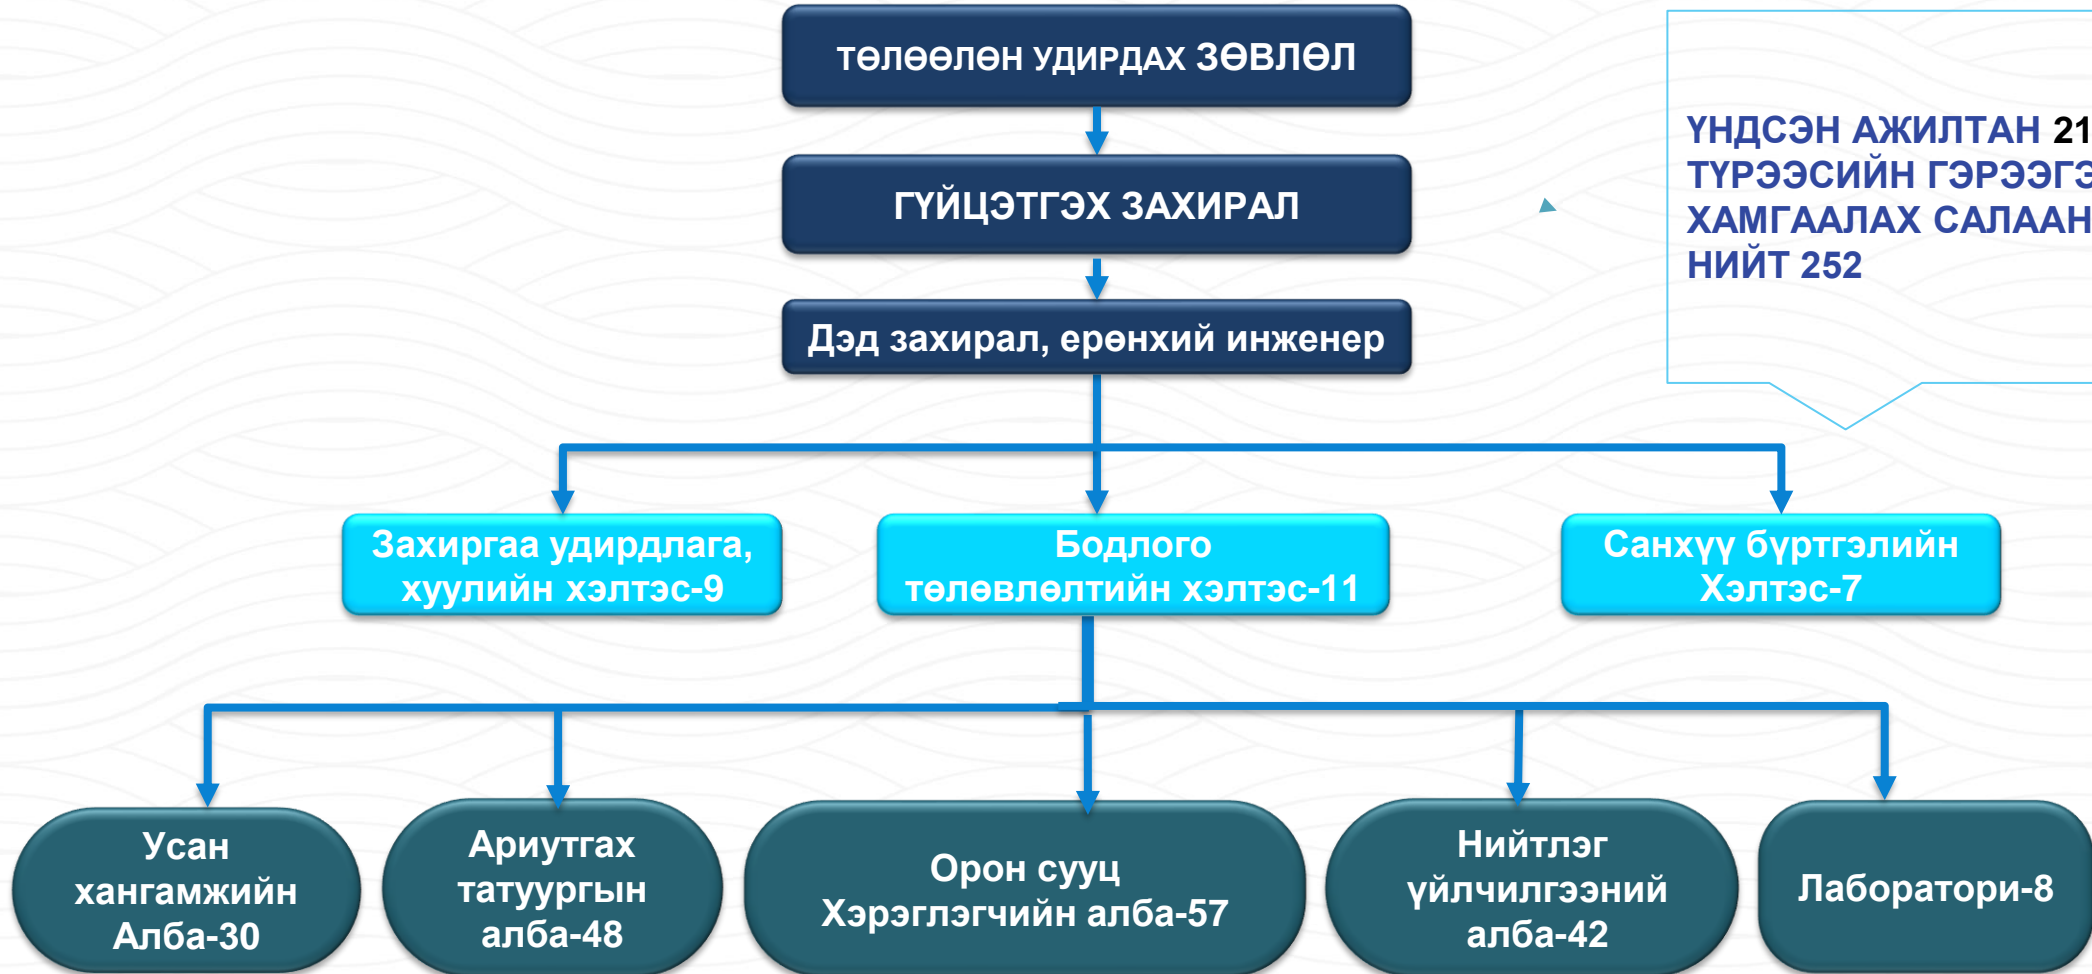 ТӨЛӨӨЛӨН УДИРДАХ ЗӨВЛӨЛ
ГҮЙЦЭТГЭХ ЗАХИРАЛ
Дэд захирал, ерөнхий инженер
ҮНДСЭН АЖИЛТАН 21
ТҮРЭЭСИЙН ГЭРЭЭГЭ
ХАМГААЛАХ САЛААН
НИЙТ 252
Захиргаа удирдлага,
хуулийн хэлтэс-9
Бодлого
төлөвлөлтийн хэлтэс-11
Санхүү бүртгэлийн
Хэлтэс-7
Усан
хангамжийн
Алба-30
Ариутгах
татуургын
алба-48
Орон сууц
Хэрэглэгчийн алба-57
Нийтлэг
үйлчилгээний
алба-42
Лаборатори-8